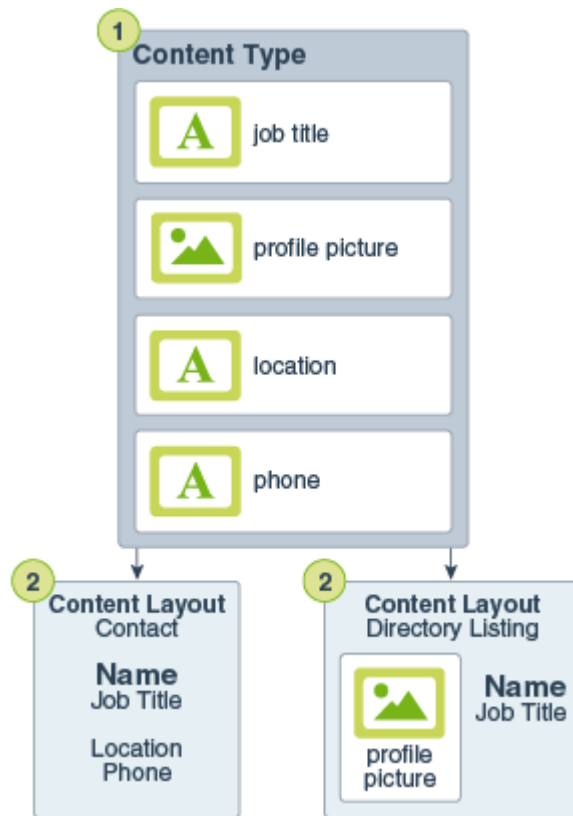 1
Content Type
A
job title
profile picture
A
location
A
phone
2
Content Layout
Contact
Name
Job Title
Location
Phone
2
Content Layout
Directory Listing
profile
picture
Name
Job Title